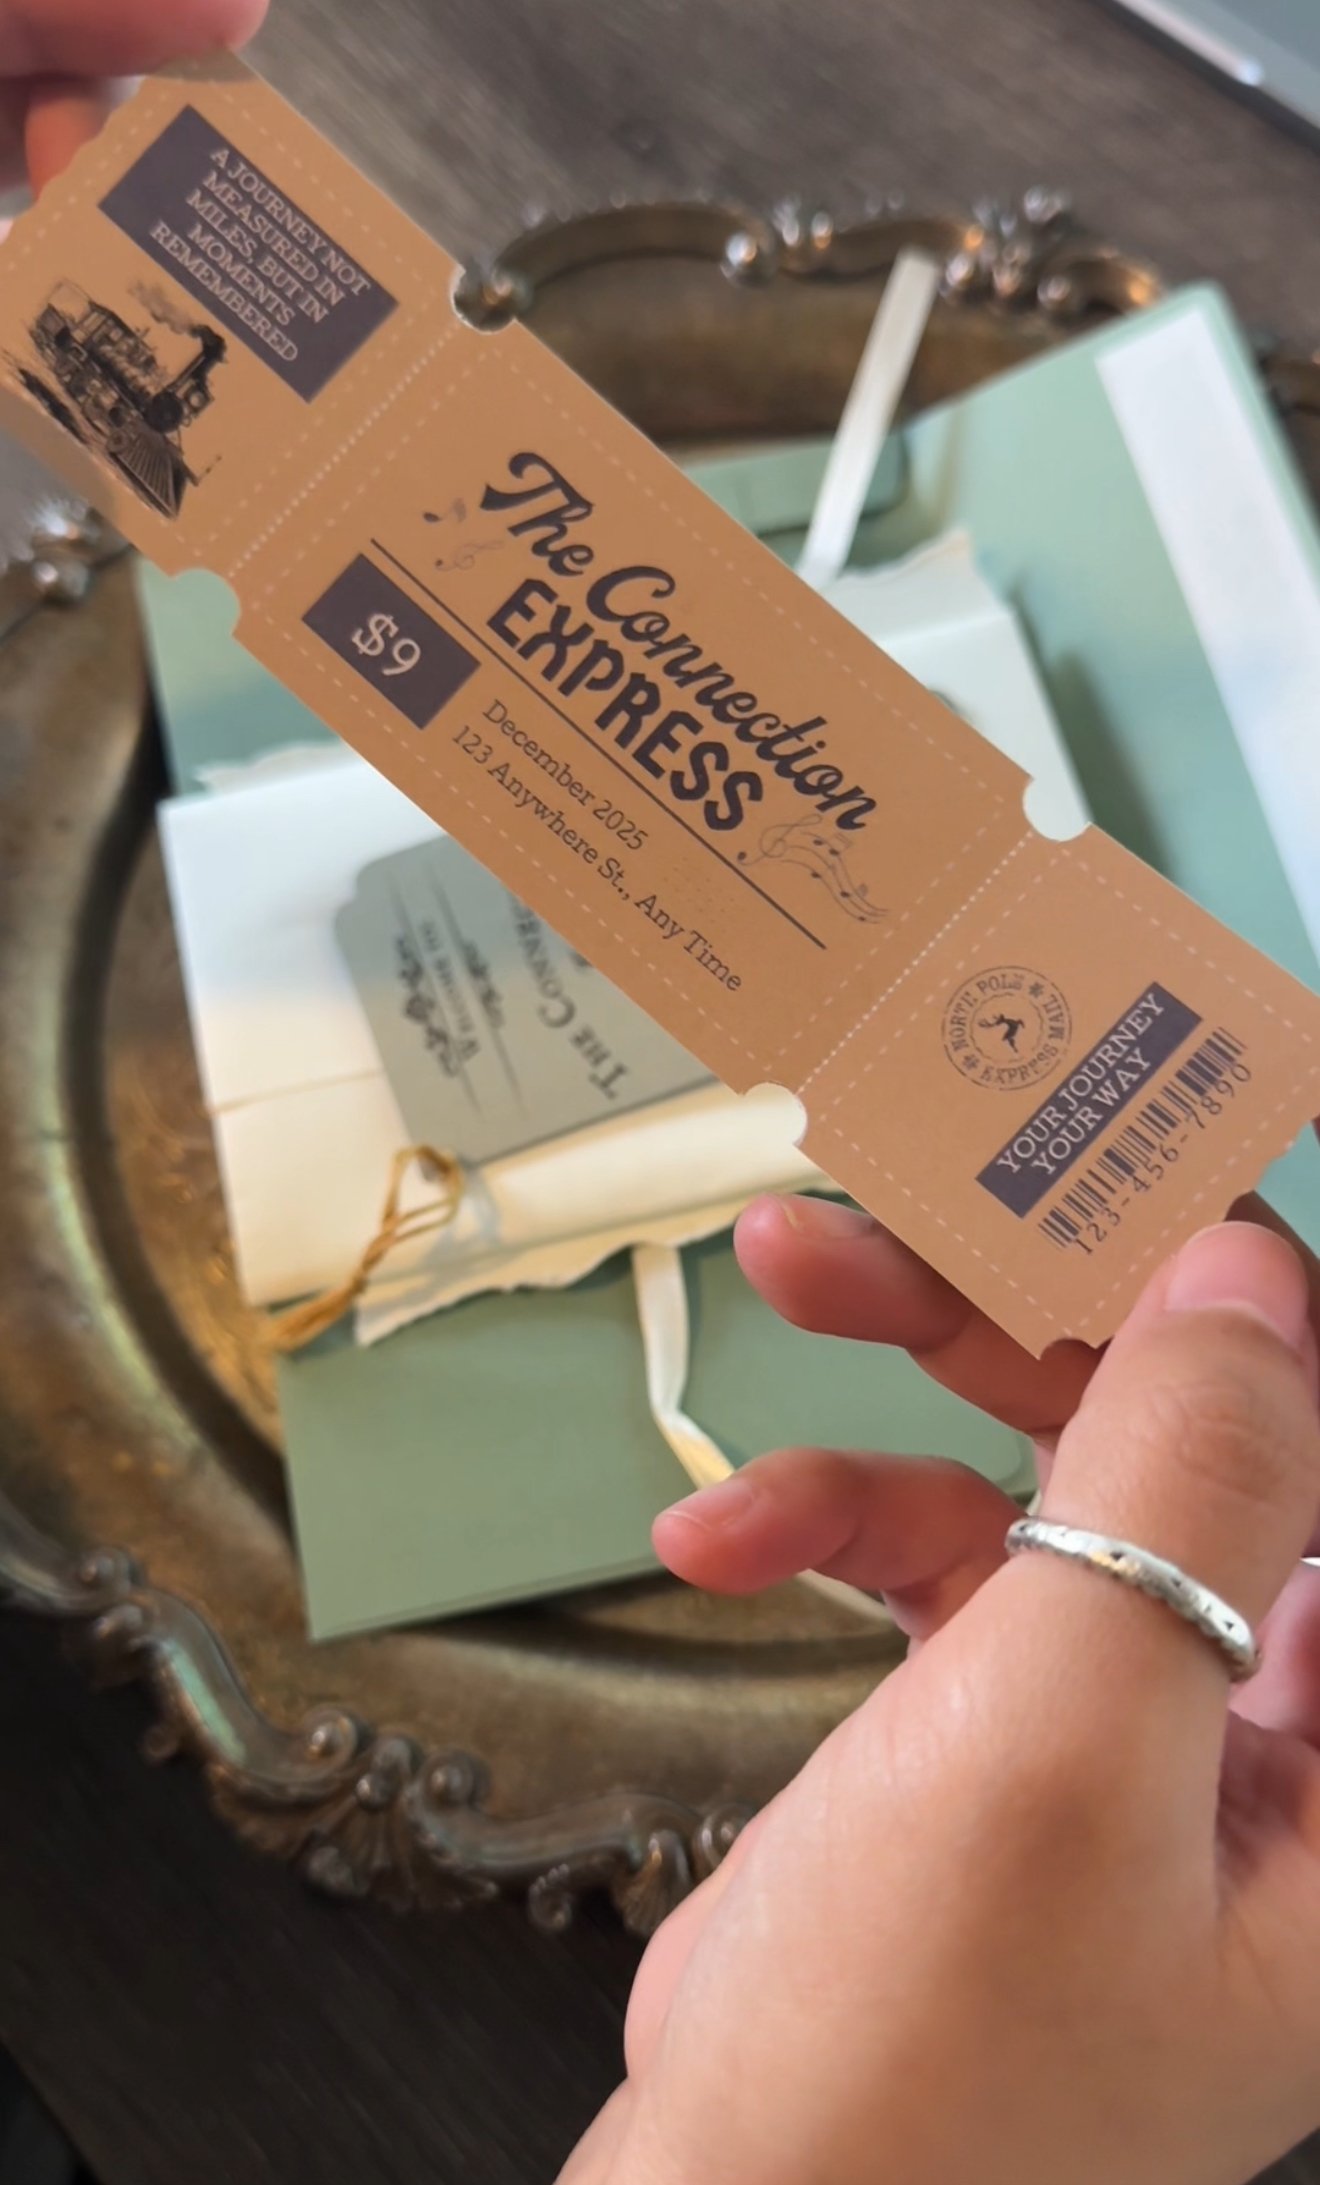 A JOURNEY NOT
MEASURED IN
MILES, BUT IN
MOMENTS
REMEMBERED
The Connection
EXPRESS
$9
December 2025
123 Anywhere St., Any Time
NORTH POLE
EXPRESS MAIL
YOUR JOURNEY
YOUR WAY
123-456-7890
THE CONN